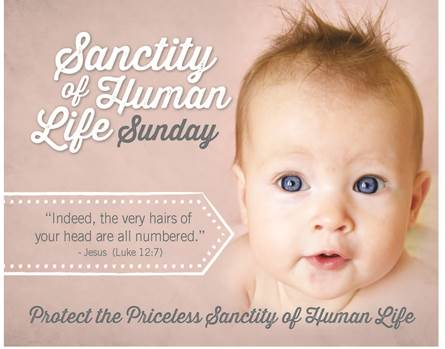 Sanctity
of Human
Life Sunday
“Indeed, the very hairs of
your head are all numbered.”
- Jesus (Luke 12:7)
Protect the Priceless Sanctity of Human Life